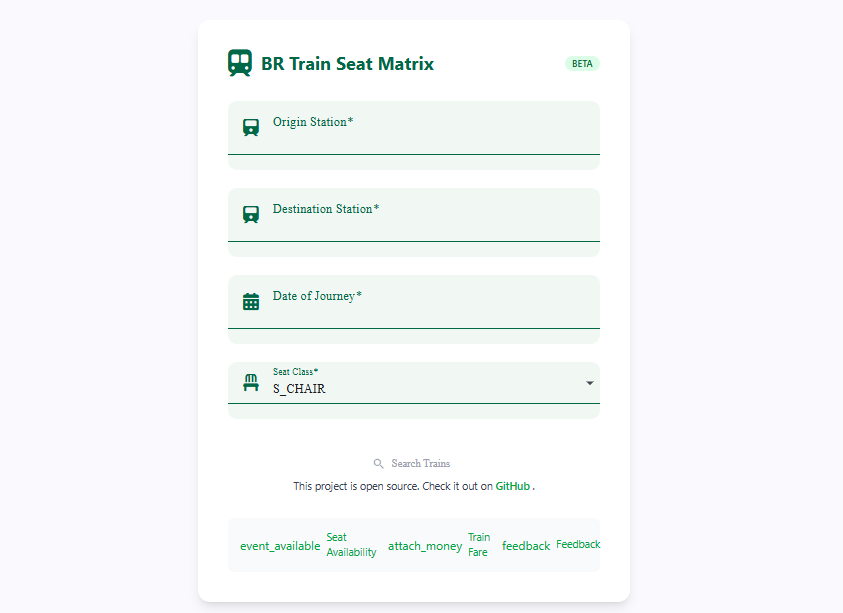 BR Train Seat Matrix
BETA
Origin Station*
Destination Station*
Date of Journey*
Seat Class*
S_CHAIR
Search Trains
This project is open source. Check it out on GitHub .
event_available Seat Availability
attach_money Train Fare
feedback Feedback